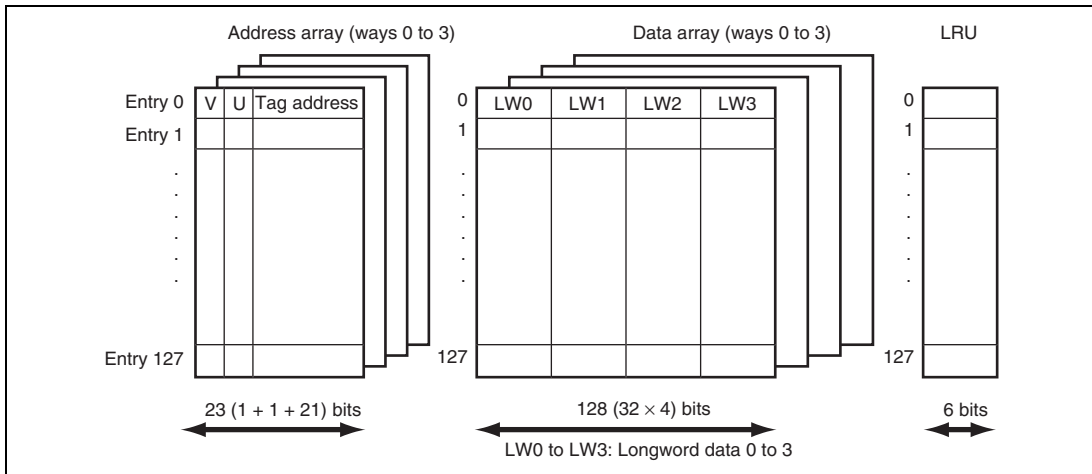 Address array (ways 0 to 3) Data array (ways 0 to 3) LRU
Entry 0 V U Tag address 0 LW0 LW1 LW2 LW3 0
Entry 1 1 1
Entry 127 127 127
23 (1 + 1 + 21) bits 128 (32 × 4) bits 6 bits
LW0 to LW3: Longword data 0 to 3